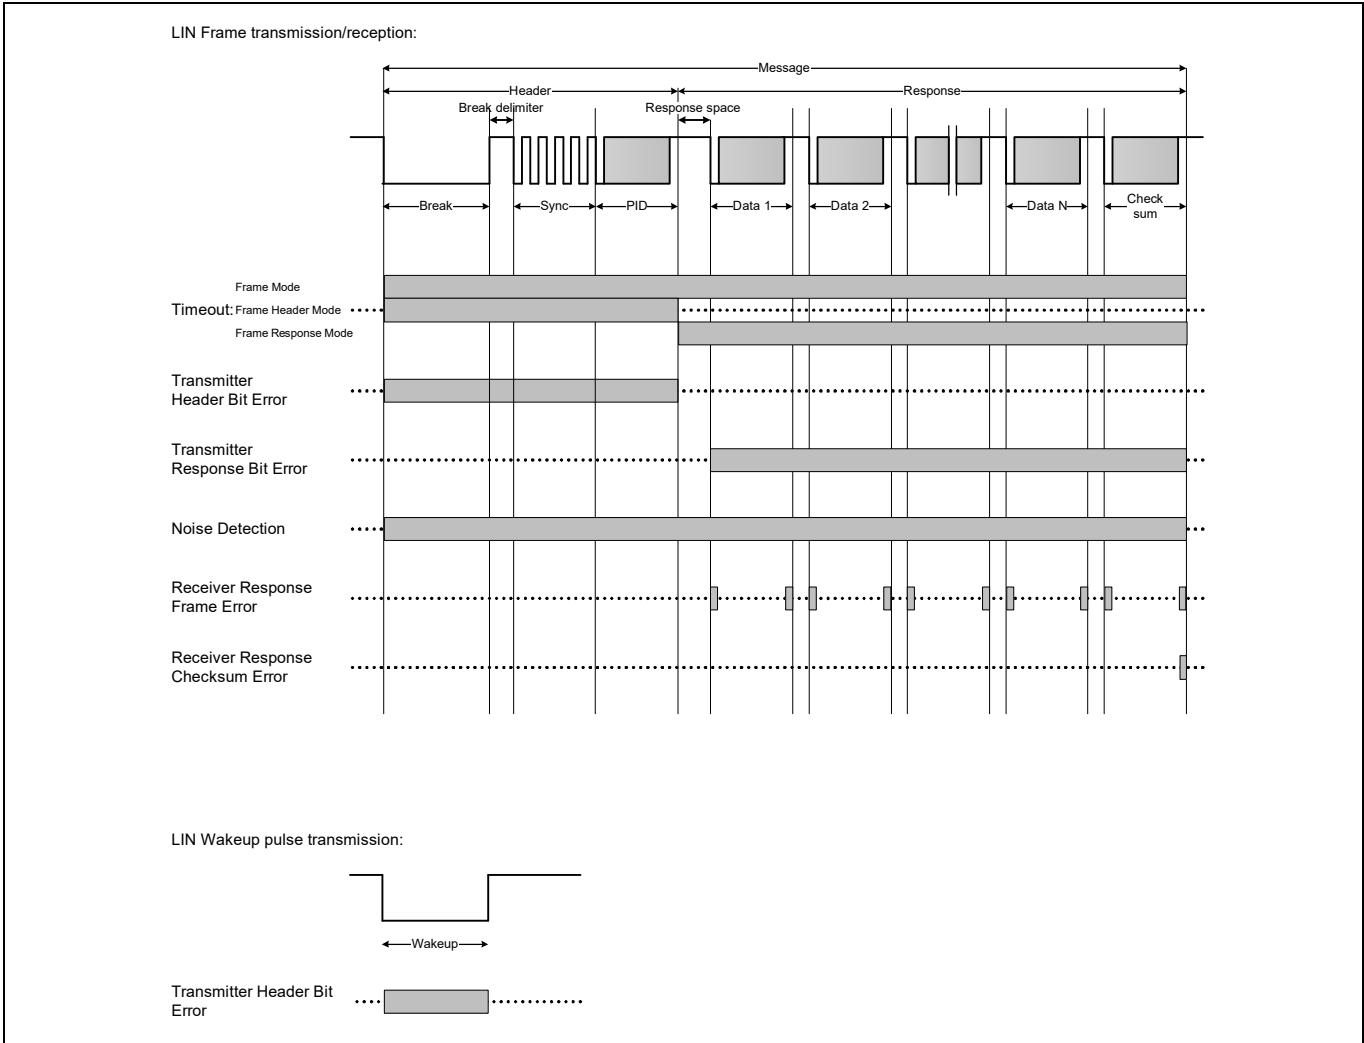 LIN Frame transmission/reception:
Message
Header
Response
Break delimiter
Response space
Break
Sync
PID
Data 1
Data 2
Data N
Check
sum
Frame Mode
Timeout:
Frame Header Mode
Frame Response Mode
Transmitter
Header Bit Error
Transmitter
Response Bit Error
Noise Detection
Receiver Response
Frame Error
Receiver Response
Checksum Error
LIN Wakeup pulse transmission:
Wakeup
Transmitter Header Bit
Error